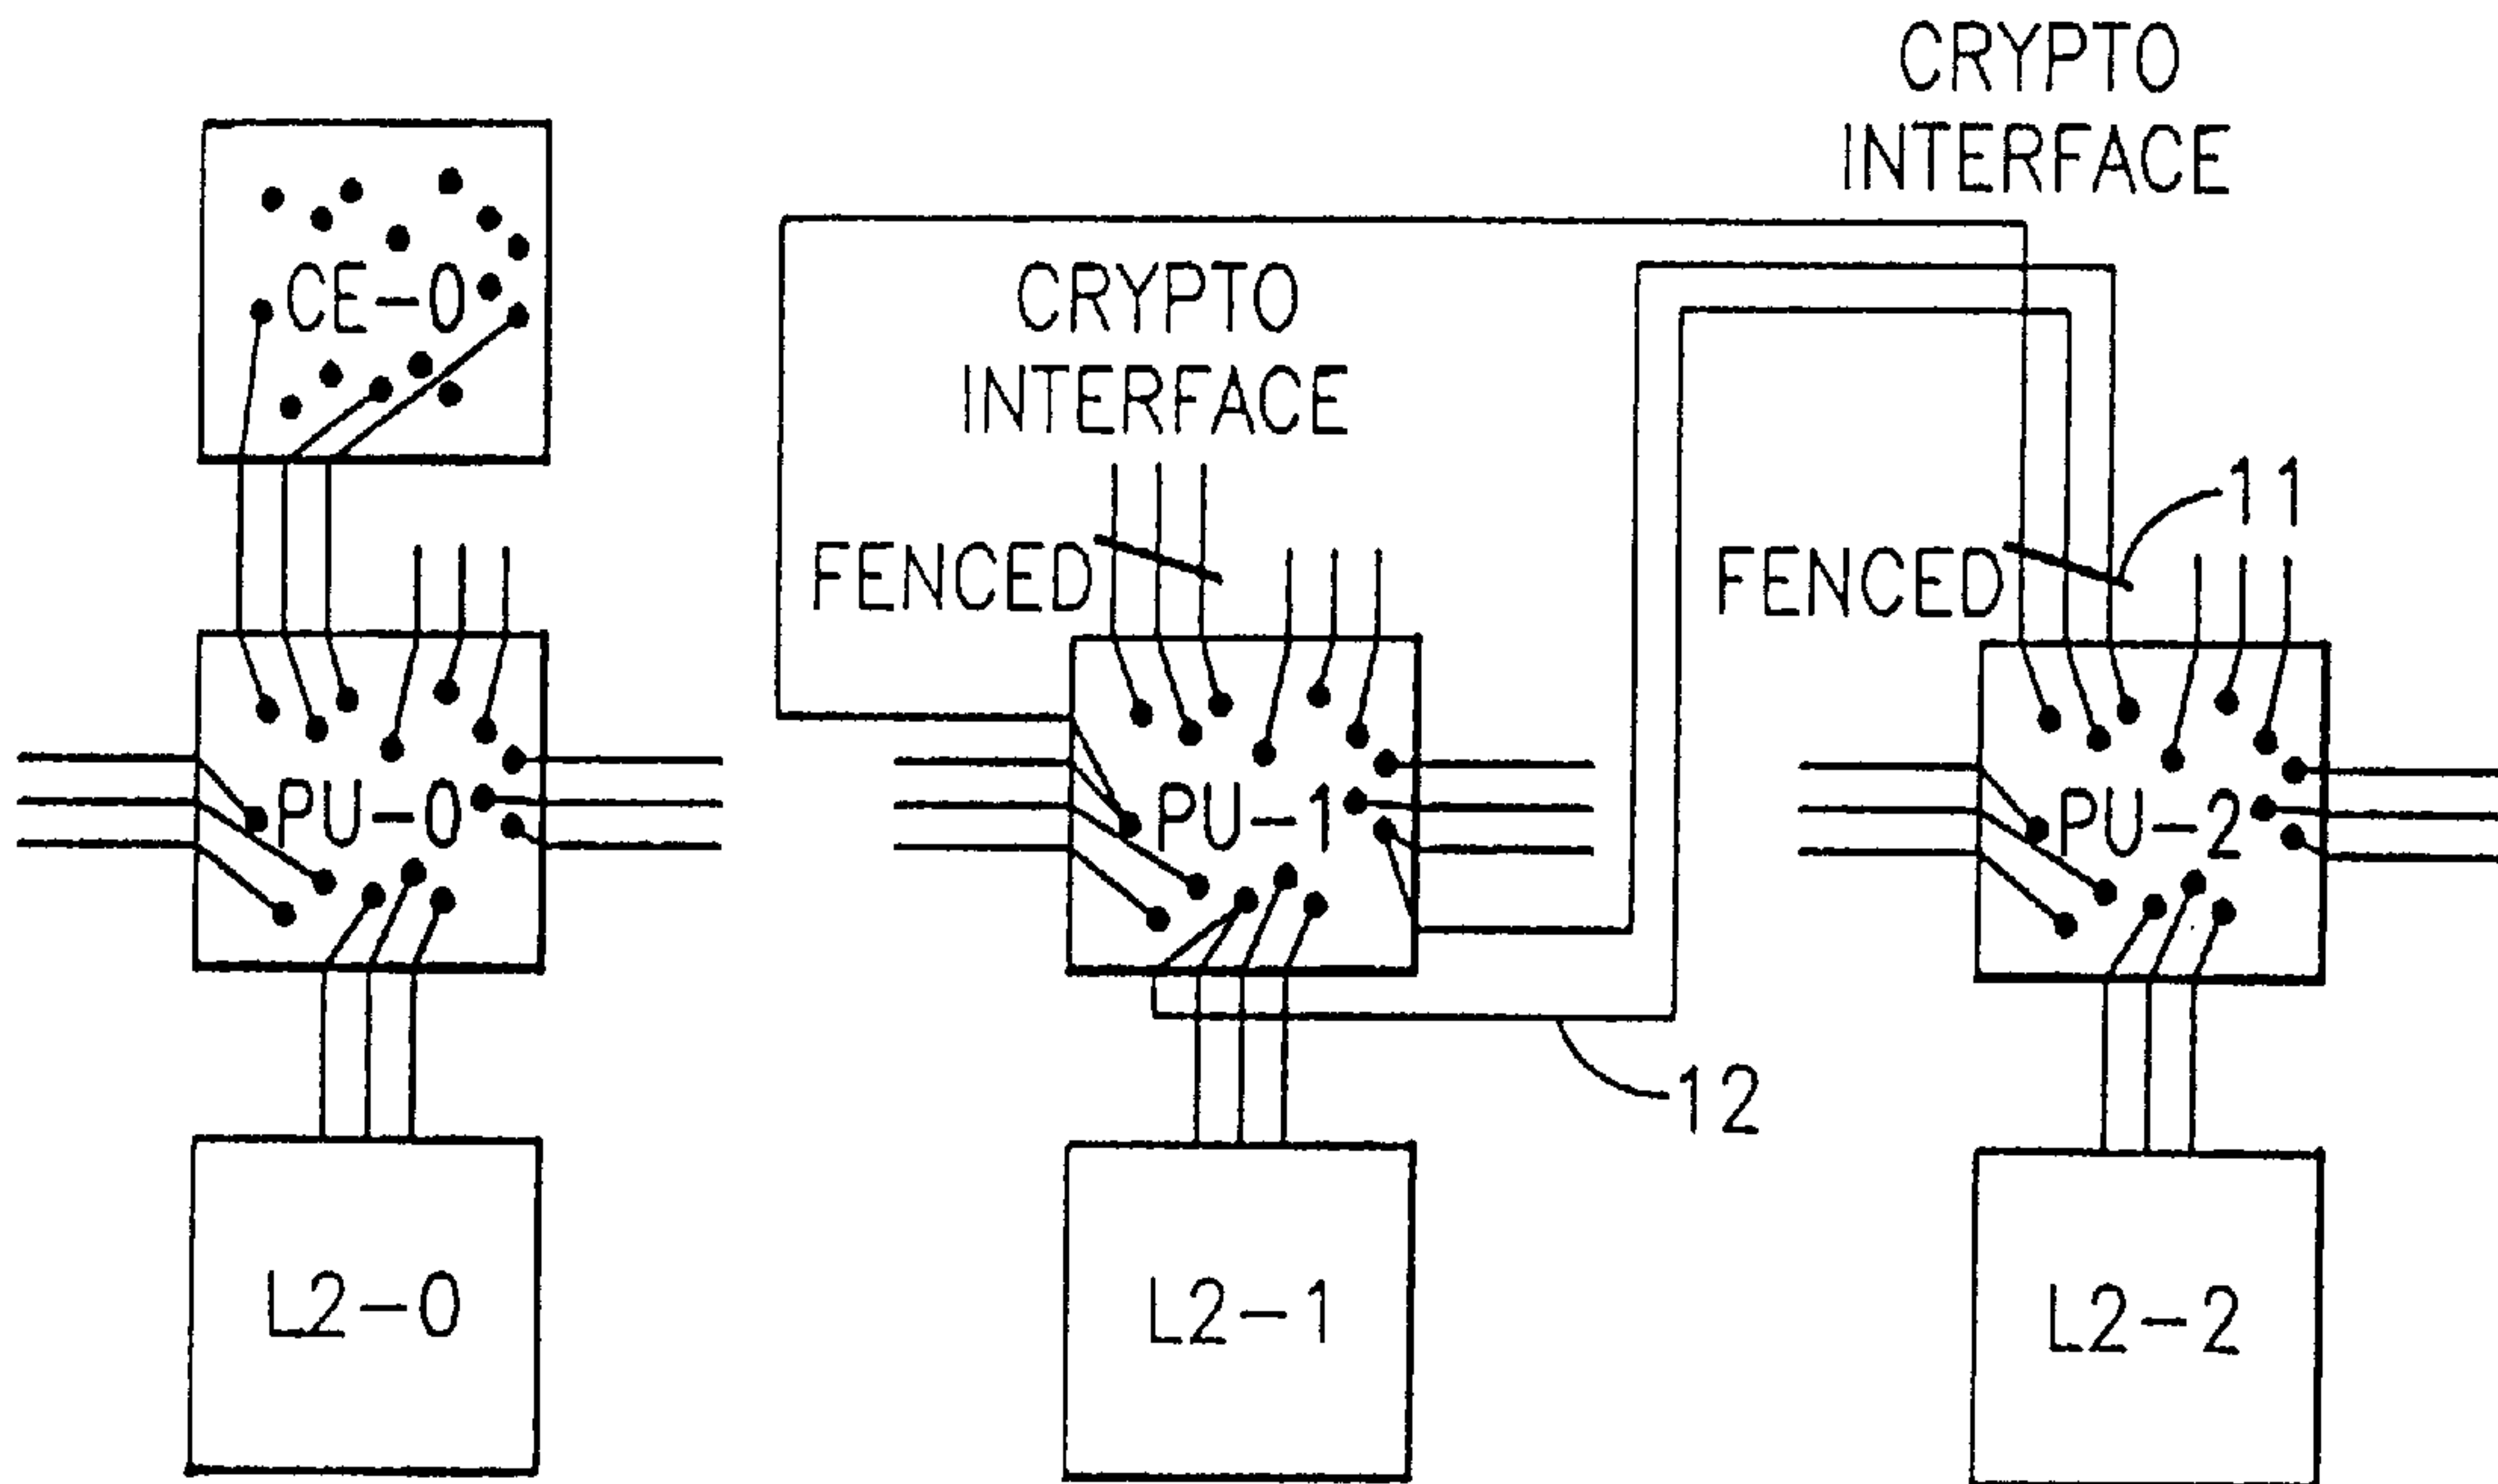 CRYPTO
INTERFACE
CE-0
CRYPTO
INTERFACE
11
FENCED
FENCED
PU-0
PU-1
PU-2
12
L2-0
L2-1
L2-2